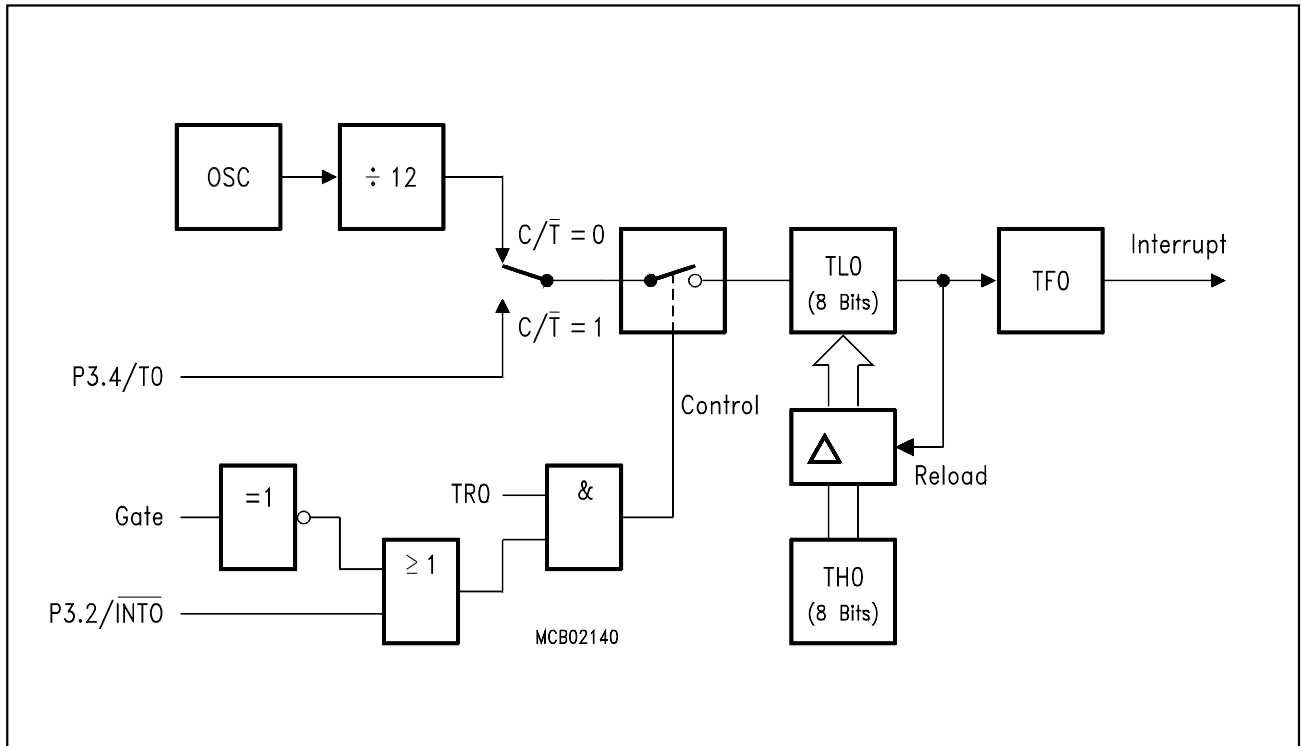 OSC
÷ 12
C/T̅ = 0
C/T̅ = 1
P3.4/T0
TL0
(8 Bits)
TF0
Interrupt
Control
Reload
Gate
=1
TR0
&
≥ 1
P3.2/I̅N̅T̅0̅
TH0
(8 Bits)
MCB02140